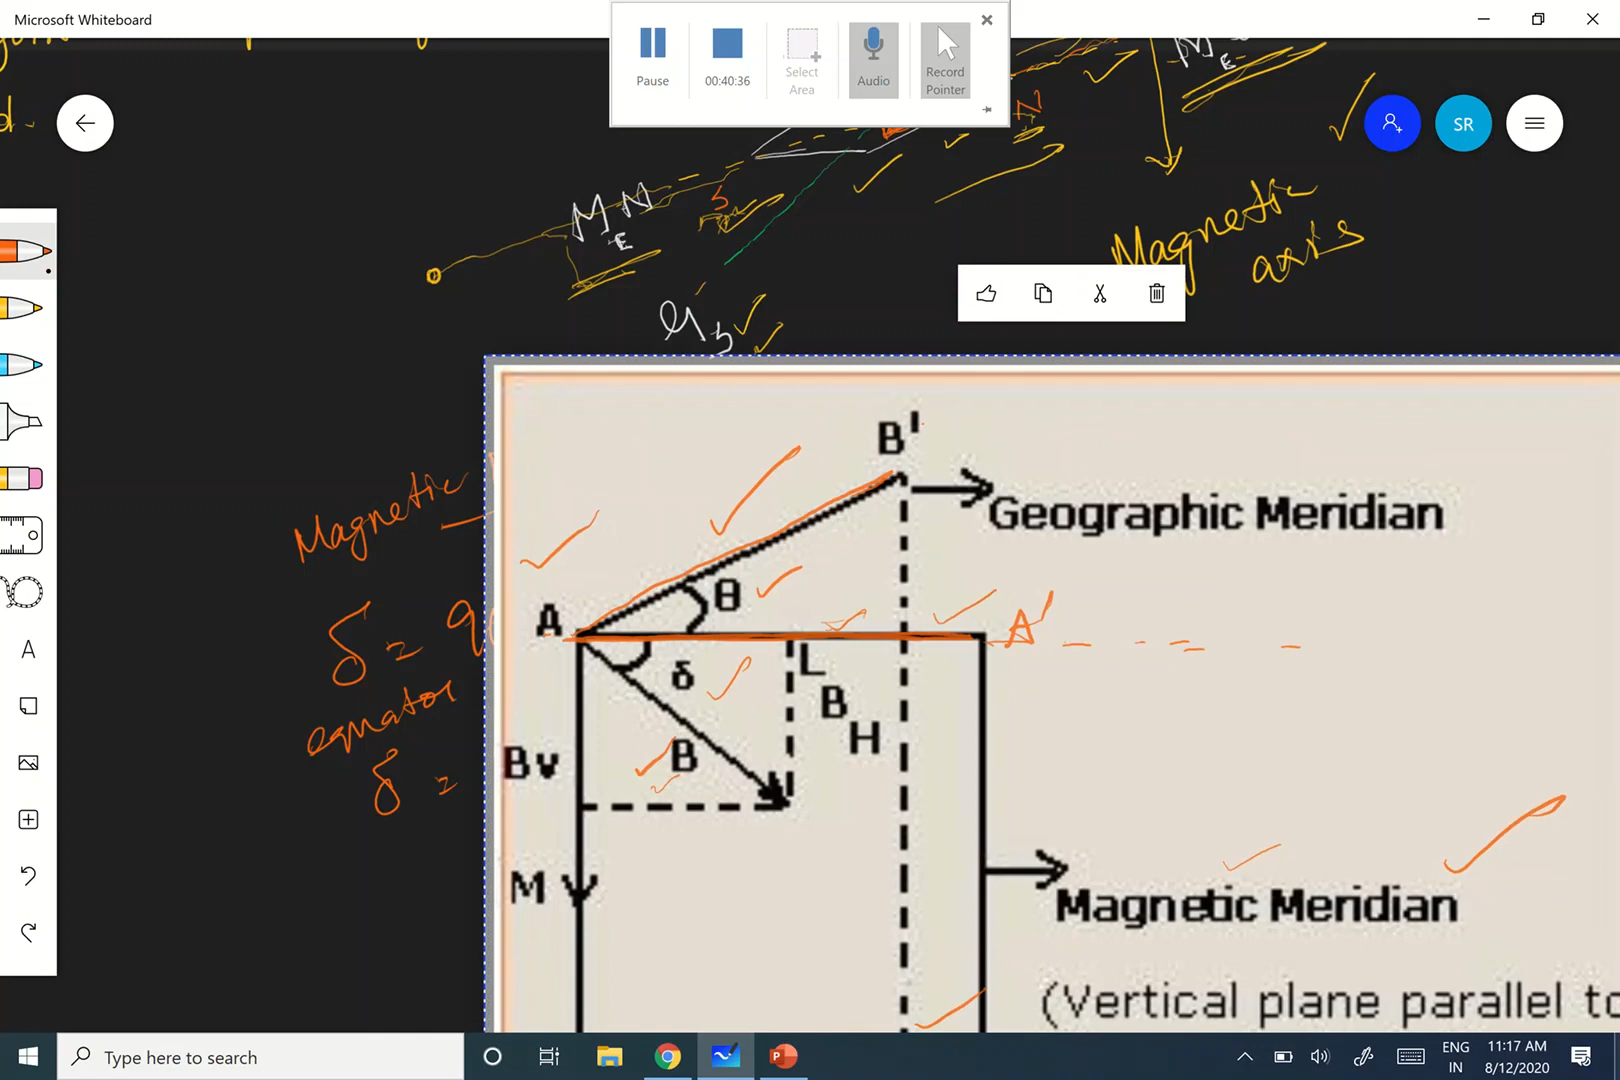 Microsoft Whiteboard
Pause
00:40:36
Select
Area
Audio
Record
Pointer
SR
N
M N
E
S
E
Magnetic
axis
B'
Geographic Meridian
Magnetic
θ
A
A'
δ
δ =
L
B
H
equator
Bv
B
δ =
M
Magnetic Meridian
(Vertical plane parallel to
A
Type here to search
ENG
IN
11:17 AM
8/12/2020